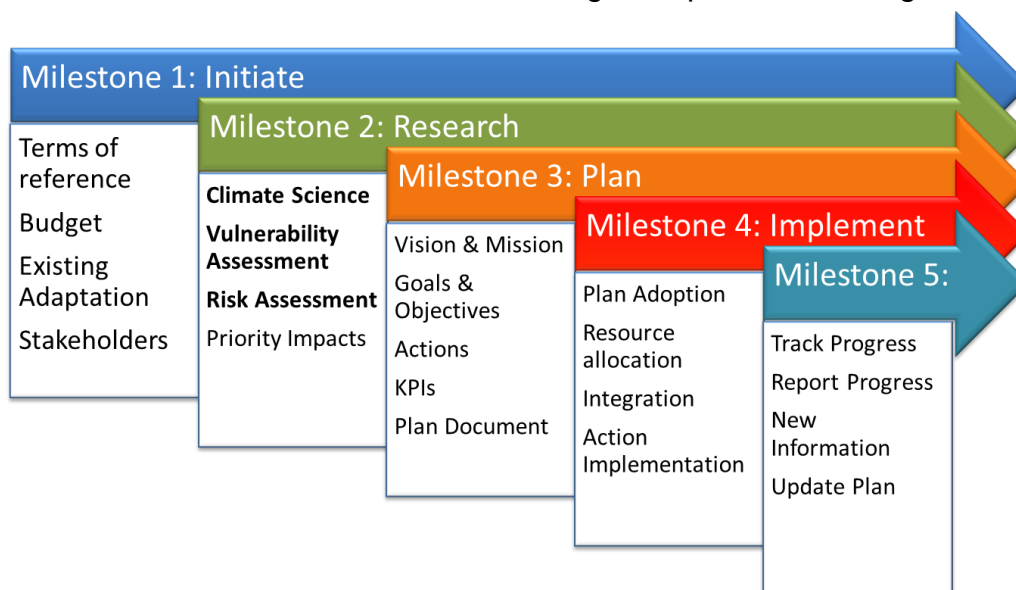 Milestone 1: Initiate
Terms of
reference
Budget
Existing
Adaptation
Stakeholders
Milestone 2: Research
Climate Science
Vulnerability
Assessment
Risk Assessment
Priority Impacts
Milestone 3: Plan
Vision & Mission
Goals &
Objectives
Actions
KPIs
Plan Document
Milestone 4: Implement
Plan Adoption
Resource
allocation
Integration
Action
Implementation
Milestone 5:
Track Progress
Report Progress
New
Information
Update Plan